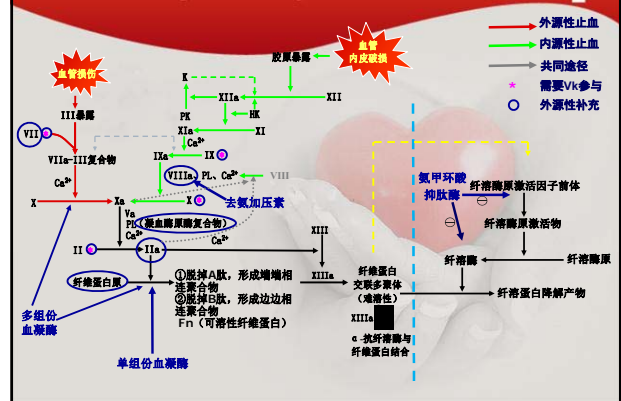 外源性止血
内源性止血
共同途径
需要Vk参与
外源性补充
血管
内皮破损
胶原暴露
血管损伤
K
XIIa
XII
HK
PK
III暴露
VII
XIa
XI
Ca²⁺
VIIa-III复合物
IXa
IX
Ca²⁺
VIIIa、PL、Ca²⁺
VIII
去氨加压素
X
Xa
X
Va
PL（凝血酶原酶复合物）
Ca²⁺
Ca²⁺
II
IIa
XIII
XIIIa
纤维蛋白原
①脱掉A肽，形成端端相
连聚合物
②脱掉B肽，形成边边相
连聚合物
Fn（可溶性纤维蛋白）
纤维蛋白
交联多聚体
（难溶性）
XIIIa
α-抗纤溶酶与
纤维蛋白结合
氨甲环酸
抑肽酶
纤溶酶原激活因子前体
纤溶酶原激活物
纤溶酶
纤溶酶原
纤溶蛋白降解产物
多组份
血凝酶
单组份血凝酶